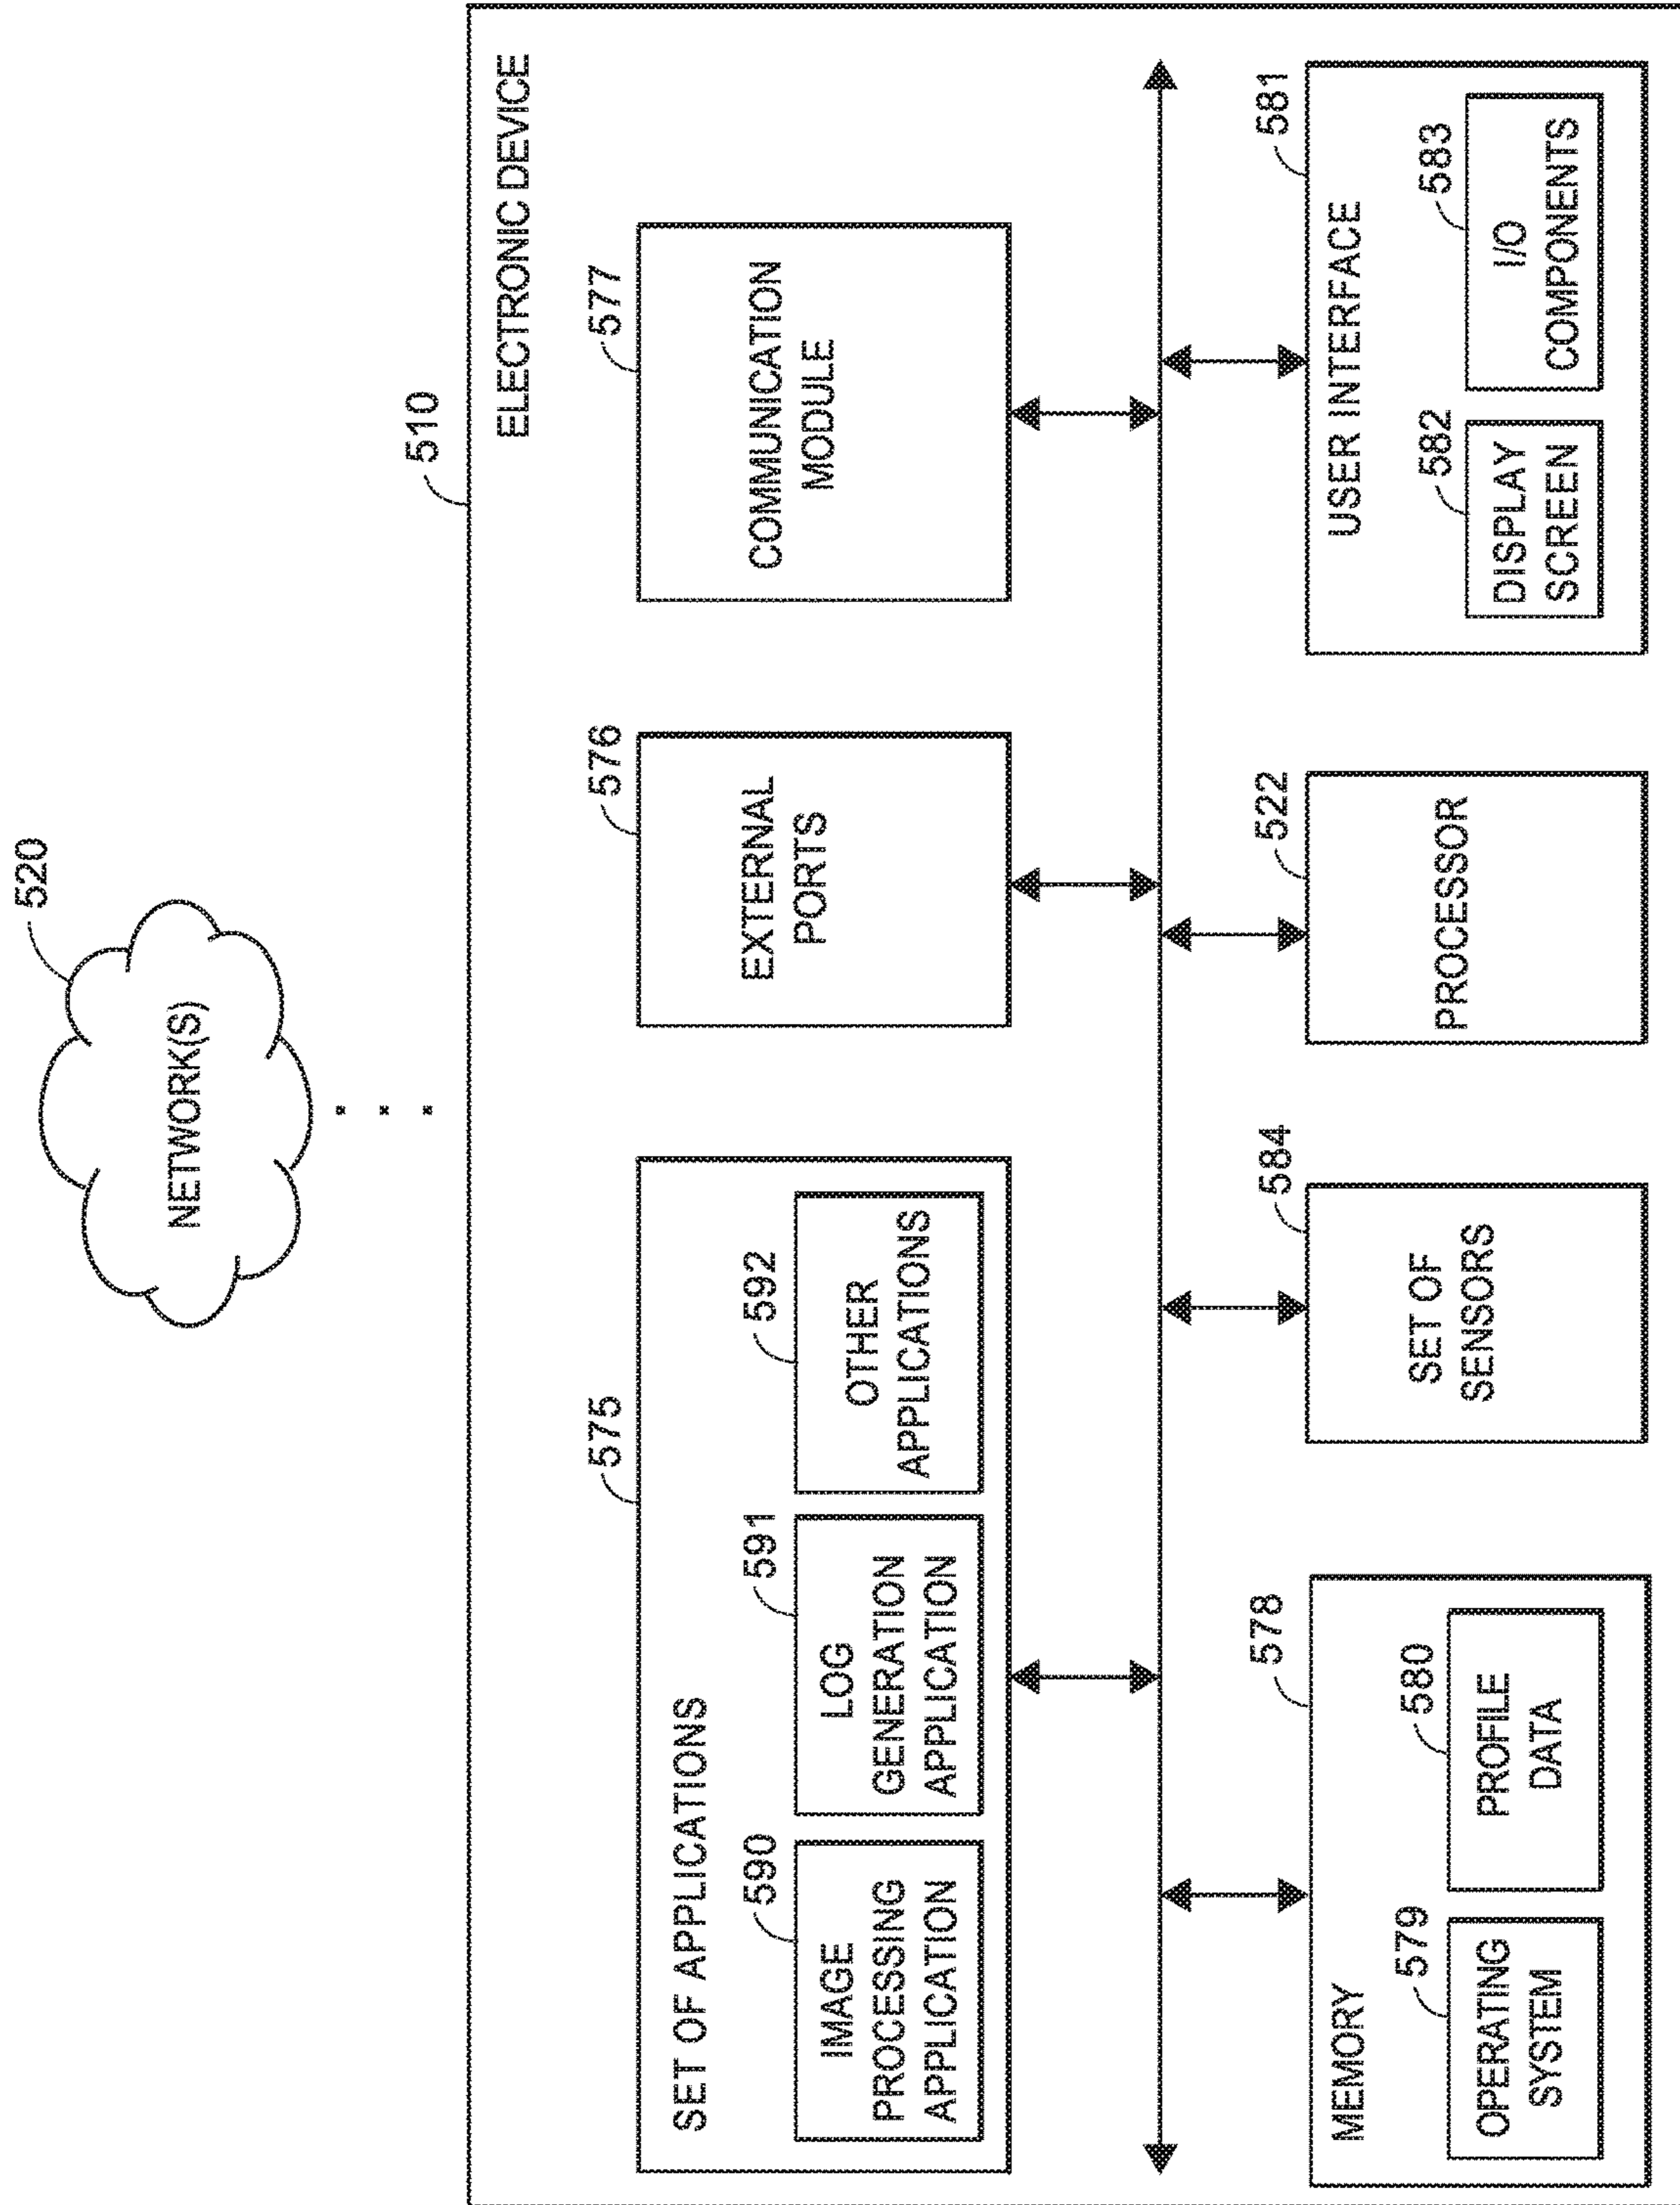 520
NETWORK(S)
510
ELECTRONIC DEVICE
575
SET OF APPLICATIONS
590
IMAGE
PROCESSING
APPLICATION
591
LOG
GENERATION
APPLICATION
592
OTHER
APPLICATIONS
576
EXTERNAL
PORTS
577
COMMUNICATION
MODULE
578
MEMORY
579
OPERATING
SYSTEM
580
PROFILE
DATA
584
SET OF
SENSORS
522
PROCESSOR
581
USER INTERFACE
582
DISPLAY
SCREEN
583
I/O
COMPONENTS